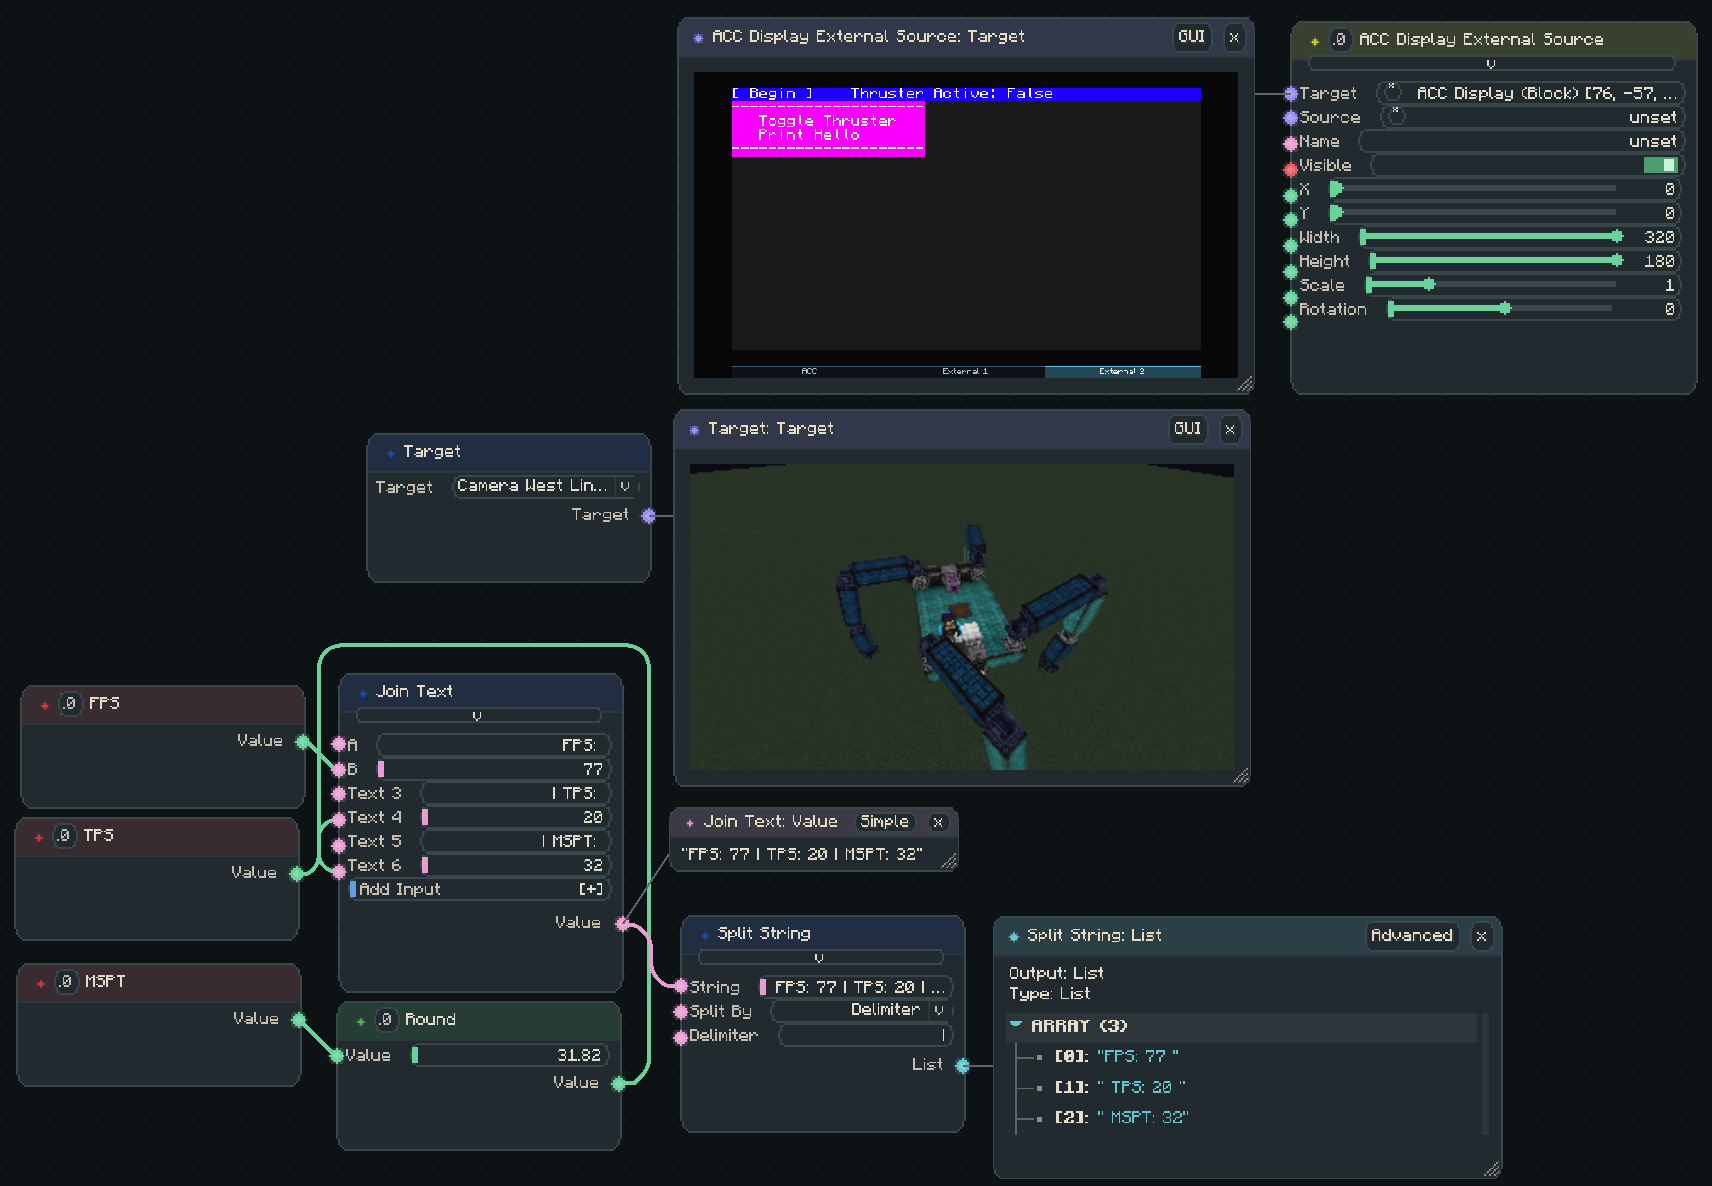 ACC Display External Source: Target GUI x
[ Begin ] Thruster Active: False
Toggle Thruster
Print Hello
ACC External 1 External 2
.0 ACC Display External Source
V
Target ACC Display (Block) [76, -57, ...
Source unset
Name unset
Visible
X 0
Y 0
Width 320
Height 180
Scale 1
Rotation 0
Target
Target Camera West Lin... V
Target
Target: Target GUI x
.0 FPS
Value
.0 TPS
Value
.0 MSPT
Value
Join Text
V
A FPS:
B 77
Text 3 | TPS:
Text 4 20
Text 5 | MSPT:
Text 6 32
Add Input [+]
Value
.0 Round
Value 31.82
Value
Join Text: Value Simple x
"FPS: 77 | TPS: 20 | MSPT: 32"
Split String
V
String FPS: 77 | TPS: 20 | ...
Split By Delimiter V
Delimiter |
List
Split String: List Advanced x
Output: List
Type: List
ARRAY (3)
[0]: "FPS: 77 "
[1]: " TPS: 20 "
[2]: " MSPT: 32"